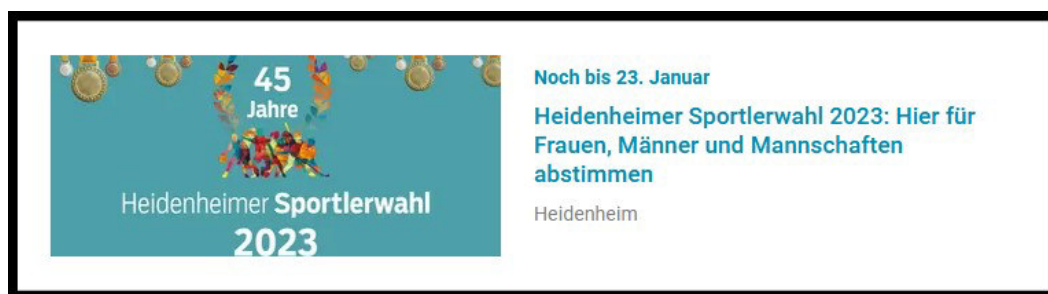 45
Jahre
Heidenheimer Sportlerwahl
2023
Noch bis 23. Januar
Heidenheimer Sportlerwahl 2023: Hier für
Frauen, Männer und Mannschaften
abstimmen
Heidenheim